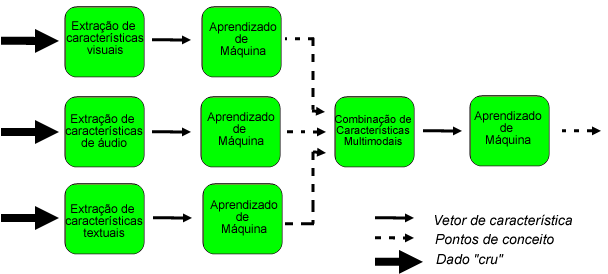 Extração de
características
visuais
Aprendizado
de
Máquina
Extração de
características
de áudio
Aprendizado
de
Máquina
Combinação de
Características
Multimodais
Aprendizado
de
Máquina
Extração de
características
textuais
Aprendizado
de
Máquina
Vetor de característica
Pontos de conceito
Dado "cru"